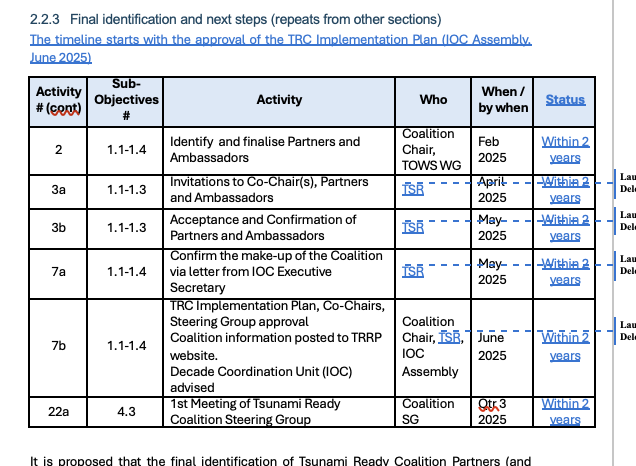 2.2.3 Final identification and next steps (repeats from other sections)
The timeline starts with the approval of the TRC Implementation Plan (IOC Assembly,
June 2025)
Activity # (cont) Sub-Objectives # Activity Who When / by when Status
2 1.1-1.4 Identify and finalise Partners and Ambassadors Coalition Chair, TOWS WG Feb 2025 Within 2 years
3a 1.1-1.3 Invitations to Co-Chair(s), Partners and Ambassadors TSR April 2025 Within 2 years
Lau
Dele
3b 1.1-1.3 Acceptance and Confirmation of Partners and Ambassadors TSR May 2025 Within 2 years
Lau
Dele
7a 1.1-1.4 Confirm the make-up of the Coalition via letter from IOC Executive Secretary TSR May 2025 Within 2 years
Lau
Dele
7b 1.1-1.4 TRC Implementation Plan, Co-Chairs, Steering Group approval Coalition information posted to TRRP website. Decade Coordination Unit (IOC) advised Coalition Chair, TSR, IOC Assembly June 2025 Within 2 years
Lau
Dele
22a 4.3 1st Meeting of Tsunami Ready Coalition Steering Group Coalition SG Qtr 3 2025 Within 2 years
It is proposed that the final identification of Tsunami Ready Coalition Partners (and